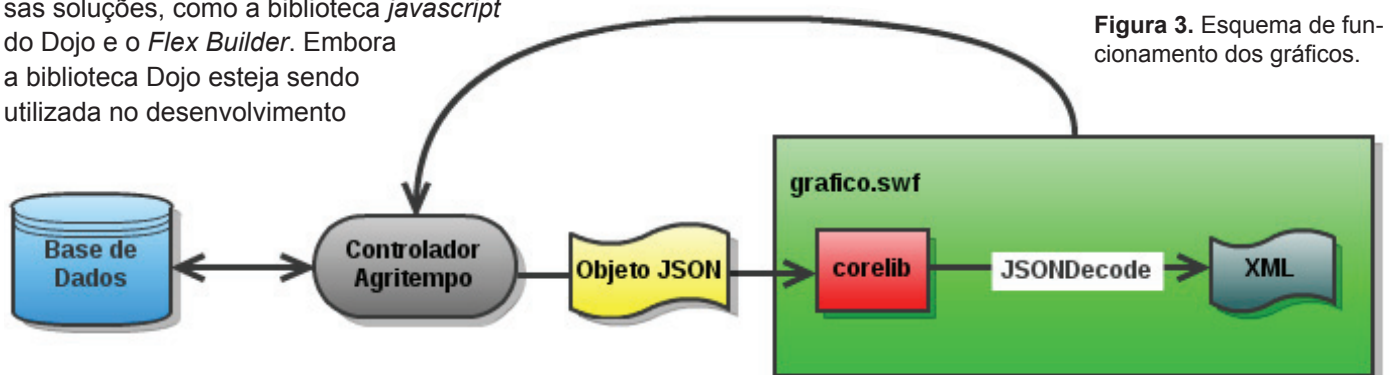 sas soluções, como a biblioteca javascript
do Dojo e o Flex Builder. Embora
a biblioteca Dojo esteja sendo
utilizada no desenvolvimento
Figura 3. Esquema de fun-
cionamento dos gráficos.
Base de
Dados
Controlador
Agritempo
Objeto JSON
grafico.swf
corelib
JSONDecode
XML